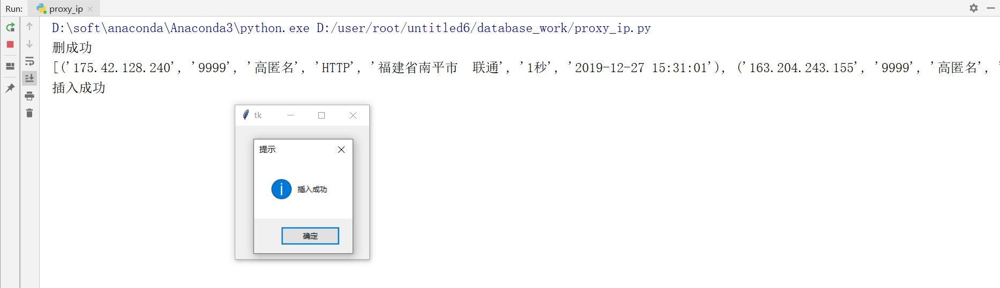 Run: proxy_ip
D:\soft\anaconda\Anaconda3\python.exe D:/user/root/untitled6/database_work/proxy_ip.py
删成功
[('175.42.128.240', '9999', '高匿名', 'HTTP', '福建省南平市  联通', '1秒', '2019-12-27 15:31:01'), ('163.204.243.155', '9999', '高匿名', '
插入成功
tk
提示
插入成功
确定